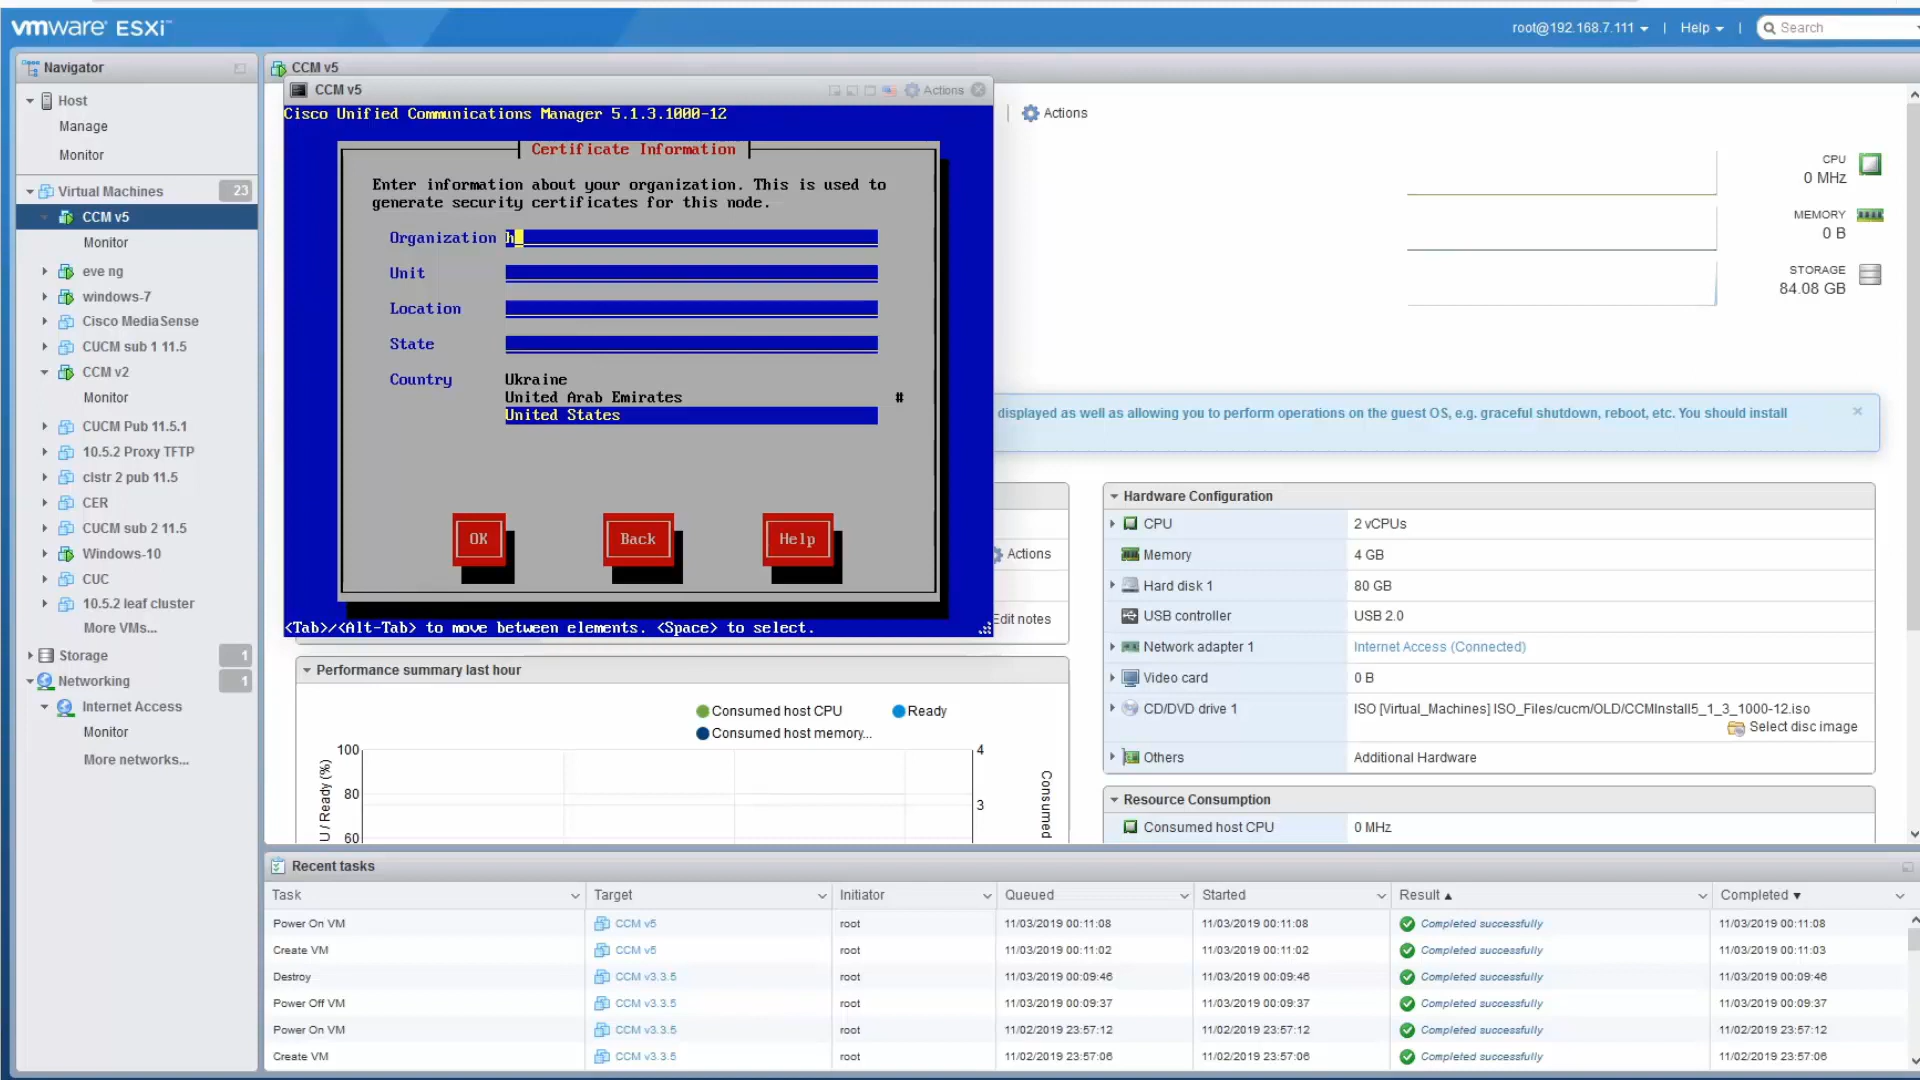 vmware ESXi™
root@192.168.7.111
|
Help
|
Search
Navigator
Host
Manage
Monitor
Virtual Machines 23
CCM v5
Monitor
eve ng
windows-7
Cisco MediaSense
CUCM sub 1 11.5
CCM v2
Monitor
CUCM Pub 11.5.1
10.5.2 Proxy TFTP
clstr 2 pub 11.5
CER
CUCM sub 2 11.5
Windows-10
CUC
10.5.2 leaf cluster
More VMs...
Storage 1
Networking 1
Internet Access
Monitor
More networks...
CCM v5
CCM v5
Actions
Cisco Unified Communications Manager 5.1.3.1000-12
Certificate Information
Enter information about your organization. This is used to
generate security certificates for this node.
Organization h
Unit
Location
State
Country Ukraine
United Arab Emirates #
United States
OK Back Help
<Tab>/<Alt-Tab> to move between elements. <Space> to select.
Actions
CPU
0 MHz
MEMORY
0 B
STORAGE
84.08 GB
displayed as well as allowing you to perform operations on the guest OS, e.g. graceful shutdown, reboot, etc. You should install
Actions
Edit notes
Hardware Configuration
CPU 2 vCPUs
Memory 4 GB
Hard disk 1 80 GB
USB controller USB 2.0
Network adapter 1 Internet Access (Connected)
Video card 0 B
CD/DVD drive 1 ISO [Virtual_Machines] ISO_Files/cucm/OLD/CCMInstall5_1_3_1000-12.iso
Select disc image
Others Additional Hardware
Resource Consumption
Consumed host CPU 0 MHz
Performance summary last hour
Consumed host CPU Ready
Consumed host memory...
100
80
60
U / Ready (%)
4
3
Consumed
Recent tasks
Task Target Initiator Queued Started Result ▲ Completed ▼
Power On VM CCM v5 root 11/03/2019 00:11:08 11/03/2019 00:11:08 Completed successfully 11/03/2019 00:11:08
Create VM CCM v5 root 11/03/2019 00:11:02 11/03/2019 00:11:02 Completed successfully 11/03/2019 00:11:03
Destroy CCM v3.3.5 root 11/03/2019 00:09:46 11/03/2019 00:09:46 Completed successfully 11/03/2019 00:09:46
Power Off VM CCM v3.3.5 root 11/03/2019 00:09:37 11/03/2019 00:09:37 Completed successfully 11/03/2019 00:09:37
Power On VM CCM v3.3.5 root 11/02/2019 23:57:12 11/02/2019 23:57:12 Completed successfully 11/02/2019 23:57:12
Create VM CCM v3.3.5 root 11/02/2019 23:57:06 11/02/2019 23:57:06 Completed successfully 11/02/2019 23:57:06